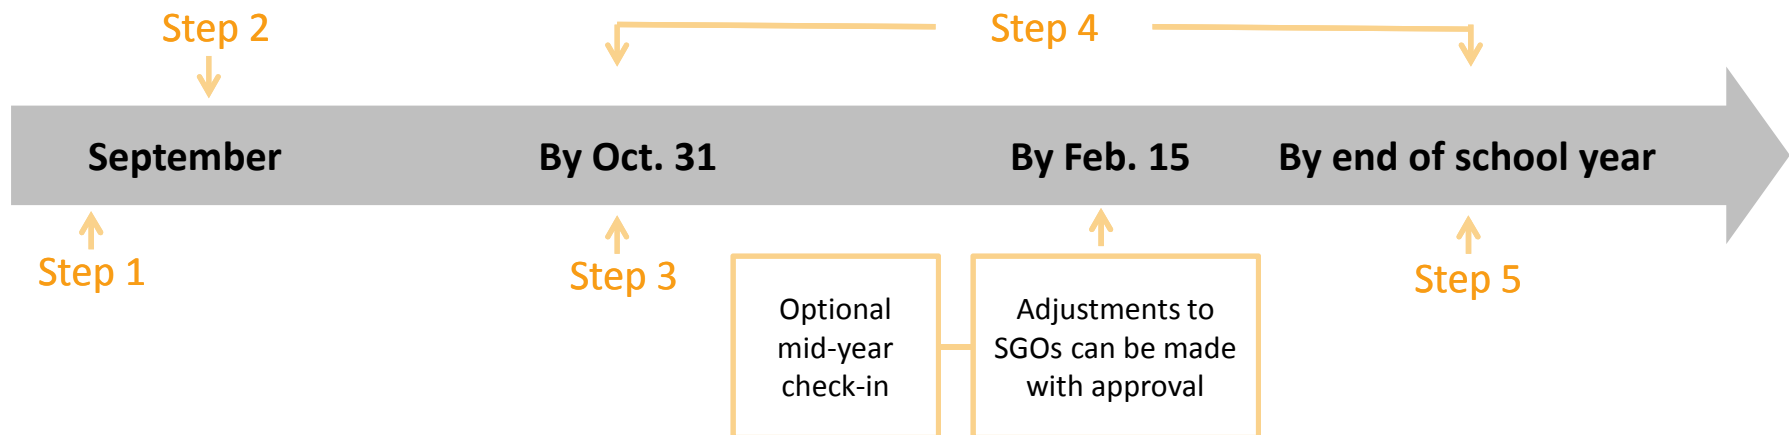 Step 2
Step 4
September
By Oct. 31
By Feb. 15
By end of school year
Step 1
Step 3
Step 5
Optional
mid-year
check-in
Adjustments to
SGOs can be made
with approval